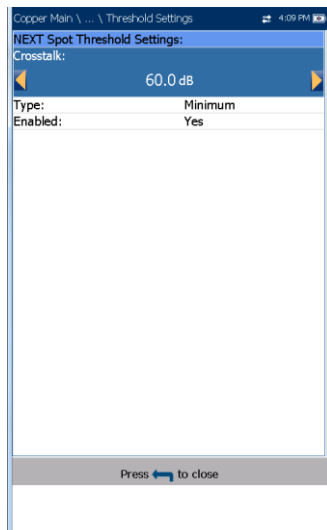 Copper Main \ ... \ Threshold Settings 4:09 PM
NEXT Spot Threshold Settings:
Crosstalk:
60.0 dB
Type: Minimum
Enabled: Yes
Press to close